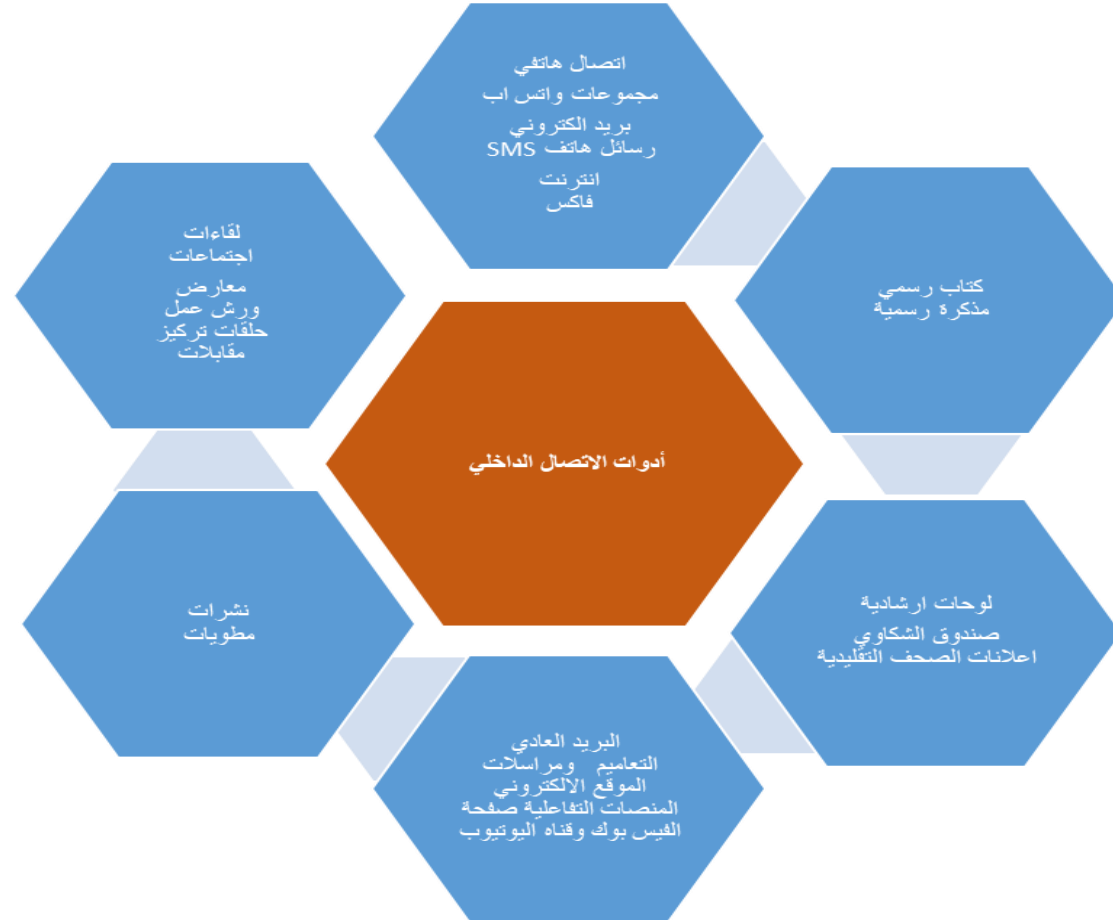 اتصال هاتفي
مجموعات واتس اب
بريد الكتروني
رسائل هاتف SMS
انترنت
فاكس
كتاب رسمي
مذكرة رسمية
لوحات ارشادية
صندوق الشكاوي
اعلانات الصحف التقليدية
البريد العادي
التعاميم ومراسلات
الموقع الالكتروني
المنصات التفاعلية صفحة
الفيس بوك وقناه اليوتيوب
نشرات
مطويات
لقاءات
اجتماعات
معارض
ورش عمل
حلقات تركيز
مقابلات
أدوات الاتصال الداخلي